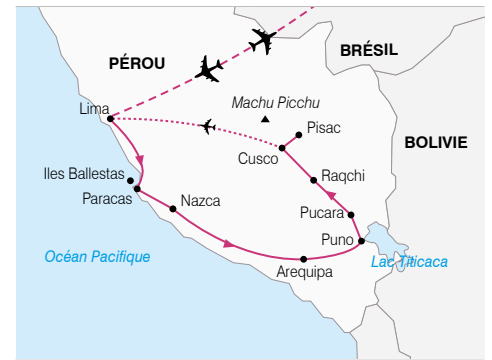 BRÉSIL
PÉROU
Machu Picchu
Lima
Pisac
BOLIVIE
Cusco
Iles Ballestas
Raqchi
Paracas
Nazca
Pucara
Puno
Océan Pacifique
Lac Titicaca
Arequipa